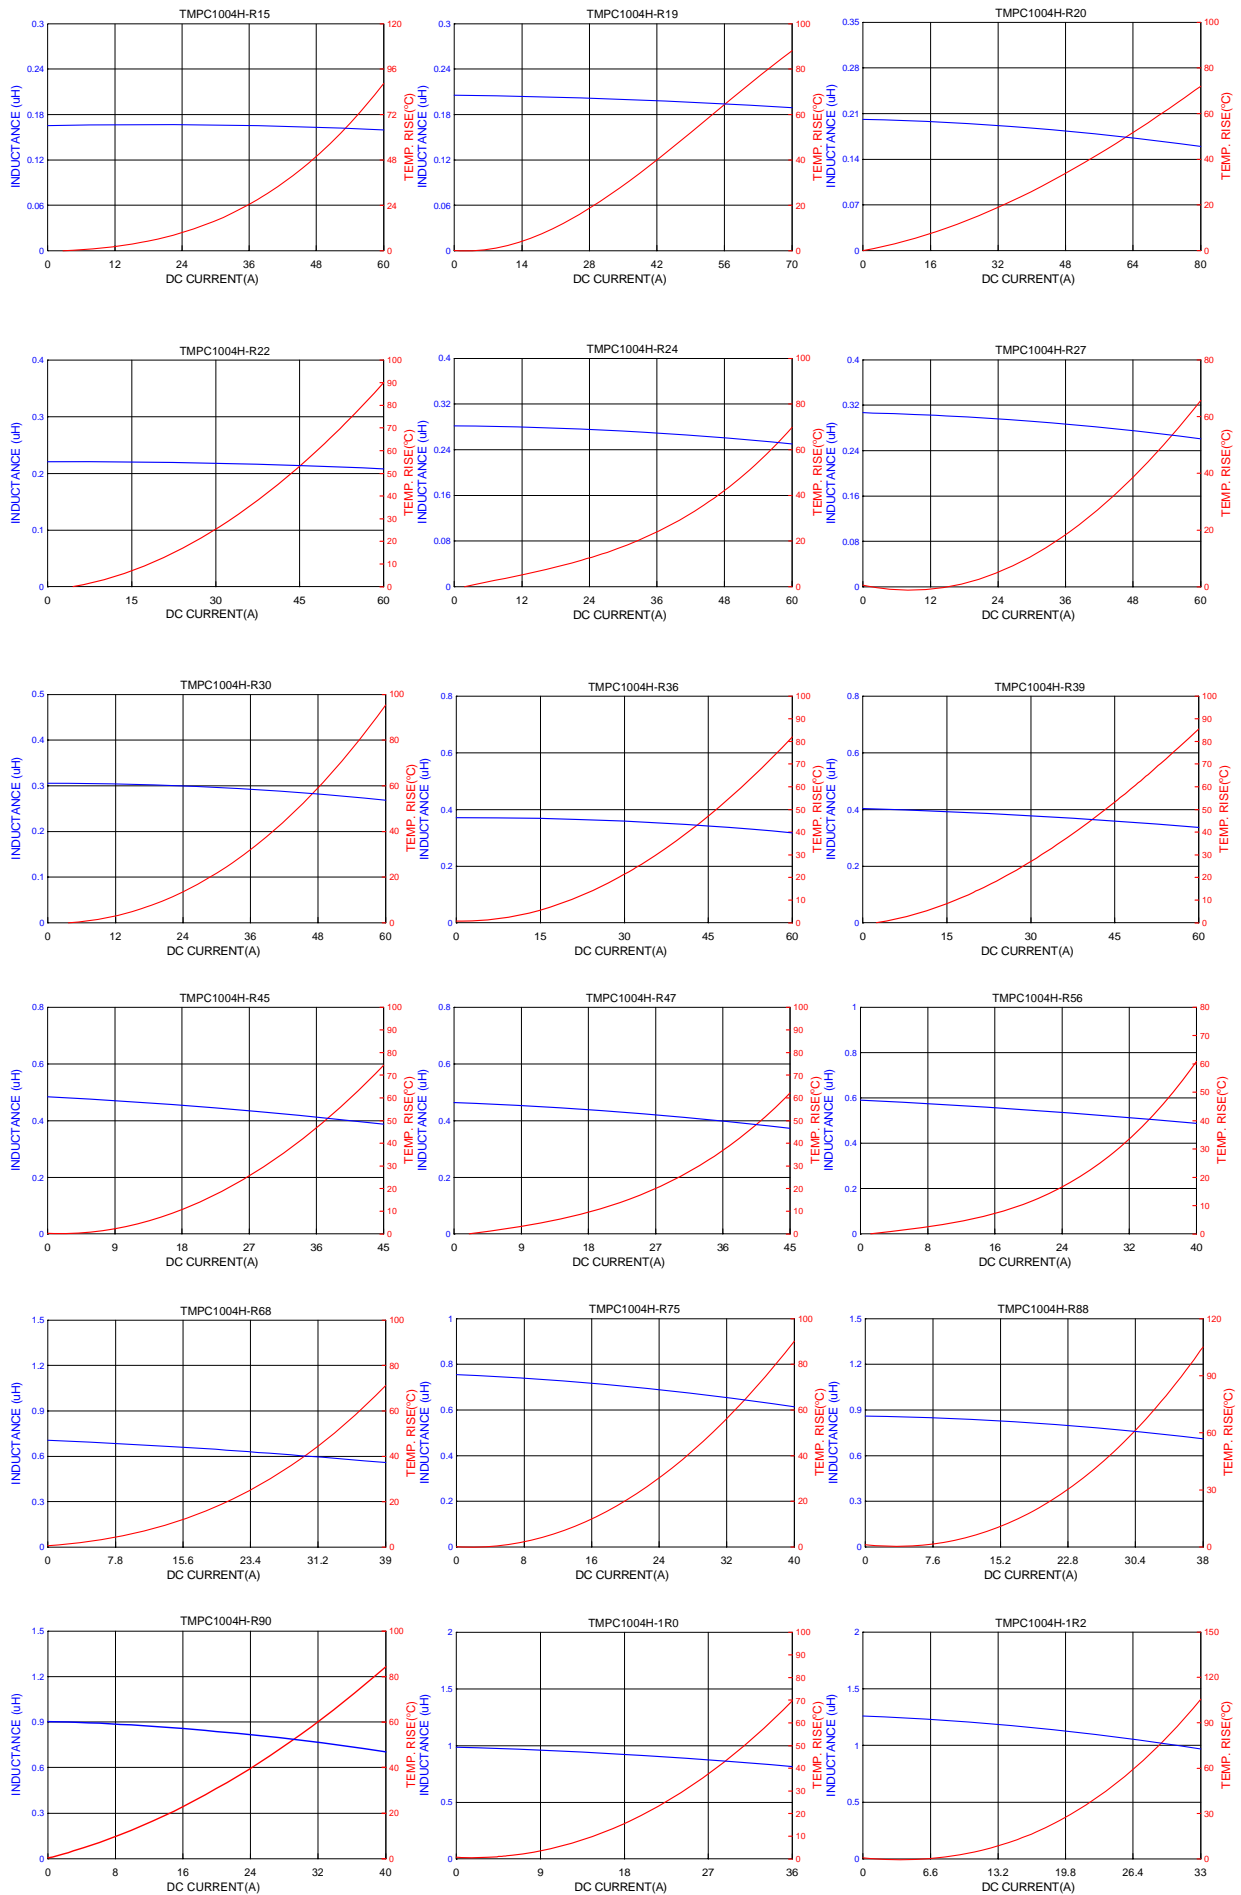 TMPC1004H-R15
INDUCTANCE (uH)
0.3
0.24
0.18
0.12
0.06
0
120
96
72
48
24
0
TEMP. RISE(ºC)
0 12 24 36 48 60
DC CURRENT(A)
TMPC1004H-R19
INDUCTANCE (uH)
0.3
0.24
0.18
0.12
0.06
0
100
80
60
40
20
0
TEMP. RISE(ºC)
0 14 28 42 56 70
DC CURRENT(A)
TMPC1004H-R20
INDUCTANCE (uH)
0.35
0.28
0.21
0.14
0.07
0
100
80
60
40
20
0
TEMP. RISE(ºC)
0 16 32 48 64 80
DC CURRENT(A)
TMPC1004H-R22
INDUCTANCE (uH)
0.4
0.3
0.2
0.1
0
100
90
80
70
60
50
40
30
20
10
0
TEMP. RISE(ºC)
0 15 30 45 60
DC CURRENT(A)
TMPC1004H-R24
INDUCTANCE (uH)
0.4
0.32
0.24
0.16
0.08
0
100
80
60
40
20
0
TEMP. RISE(ºC)
0 12 24 36 48 60
DC CURRENT(A)
TMPC1004H-R27
INDUCTANCE (uH)
0.4
0.32
0.24
0.16
0.08
0
80
60
40
20
0
TEMP. RISE(ºC)
0 12 24 36 48 60
DC CURRENT(A)
TMPC1004H-R30
INDUCTANCE (uH)
0.5
0.4
0.3
0.2
0.1
0
100
80
60
40
20
0
TEMP. RISE(ºC)
0 12 24 36 48 60
DC CURRENT(A)
TMPC1004H-R36
INDUCTANCE (uH)
0.8
0.6
0.4
0.2
0
100
90
80
70
60
50
40
30
20
10
0
TEMP. RISE(ºC)
0 15 30 45 60
DC CURRENT(A)
TMPC1004H-R39
INDUCTANCE (uH)
0.8
0.6
0.4
0.2
0
100
90
80
70
60
50
40
30
20
10
0
TEMP. RISE(ºC)
0 15 30 45 60
DC CURRENT(A)
TMPC1004H-R45
INDUCTANCE (uH)
0.8
0.6
0.4
0.2
0
100
90
80
70
60
50
40
30
20
10
0
TEMP. RISE(ºC)
0 9 18 27 36 45
DC CURRENT(A)
TMPC1004H-R47
INDUCTANCE (uH)
0.8
0.6
0.4
0.2
0
100
90
80
70
60
50
40
30
20
10
0
TEMP. RISE(ºC)
0 9 18 27 36 45
DC CURRENT(A)
TMPC1004H-R56
INDUCTANCE (uH)
1
0.8
0.6
0.4
0.2
0
80
70
60
50
40
30
20
10
0
TEMP. RISE(ºC)
0 8 16 24 32 40
DC CURRENT(A)
TMPC1004H-R68
INDUCTANCE (uH)
1.5
1.2
0.9
0.6
0.3
0
100
80
60
40
20
0
TEMP. RISE(ºC)
0 7.8 15.6 23.4 31.2 39
DC CURRENT(A)
TMPC1004H-R75
INDUCTANCE (uH)
1
0.8
0.6
0.4
0.2
0
100
80
60
40
20
0
TEMP. RISE(ºC)
0 8 16 24 32 40
DC CURRENT(A)
TMPC1004H-R88
INDUCTANCE (uH)
1.5
1.2
0.9
0.6
0.3
0
120
90
60
30
0
TEMP. RISE(ºC)
0 7.6 15.2 22.8 30.4 38
DC CURRENT(A)
TMPC1004H-R90
INDUCTANCE (uH)
1.5
1.2
0.9
0.6
0.3
0
100
80
60
40
20
0
TEMP. RISE(ºC)
0 8 16 24 32 40
DC CURRENT(A)
TMPC1004H-1R0
INDUCTANCE (uH)
2
1.5
1
0.5
0
100
90
80
70
60
50
40
30
20
10
0
TEMP. RISE(ºC)
0 9 18 27 36
DC CURRENT(A)
TMPC1004H-1R2
INDUCTANCE (uH)
2
1.5
1
0.5
0
150
120
90
60
30
0
TEMP. RISE(ºC)
0 6.6 13.2 19.8 26.4 33
DC CURRENT(A)